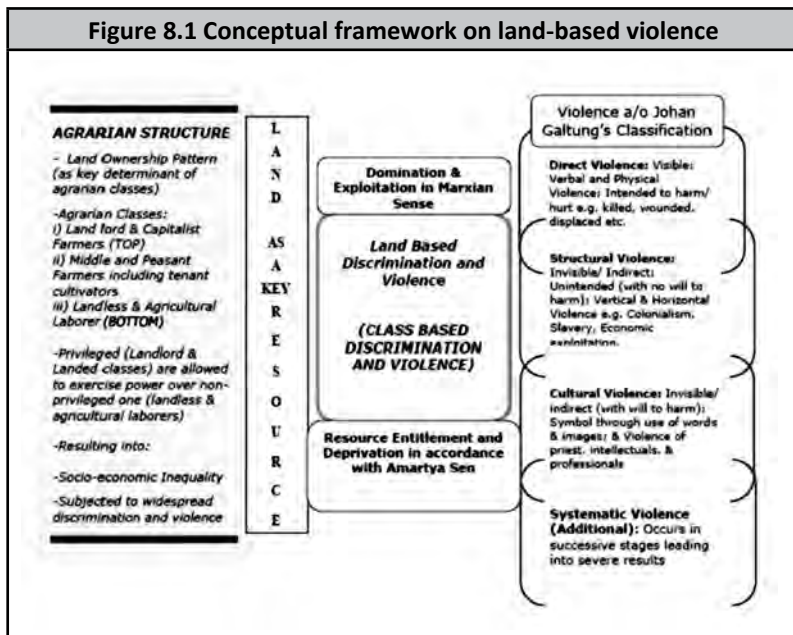 Figure 8.1 Conceptual framework on land-based violence
AGRARIAN STRUCTURE
- Land Ownership Pattern
(as key determinant of
agrarian classes)
-Agrarian Classes:
i) Land lord & Capitalist
Farmers (TOP)
ii) Middle and Peasant
Farmers including tenant
cultivators
iii) Landless & Agricultural
Laborer (BOTTOM)
-Privileged (Landlord &
Landed classes) are allowed
to exercise power over non-
privileged one (landless &
agricultural laborers)
-Resulting into:
-Socio-economic Inequality
-Subjected to widespread
discrimination and violence
L
A
N
D
AS
A
KEY
R
E
S
O
U
R
C
E
Domination &
Exploitation in Marxian
Sense
Land Based
Discrimination and
Violence
(CLASS BASED
DISCRIMINATION
AND VIOLENCE)
Resource Entitlement and
Deprivation in accordance
with Amartya Sen
Violence a/o Johan
Galtung's Classification
Direct Violence: Visible:
Verbal and Physical
Violence: Intended to harm/
hurt e.g. killed, wounded,
displaced etc.
Structural Violence:
Invisible/ Indirect:
Unintended (with no will to
harm): Vertical & Horizontal
Violence e.g. Colonialism,
Slavery, Economic
exploitation.
Cultural Violence: Invisible/
indirect (with will to harm):
Symbol through use of words
& images; & Violence of
priest, intellectuals, &
professionals
Systematic Violence
(Additional): Occurs in
successive stages leading
into severe results